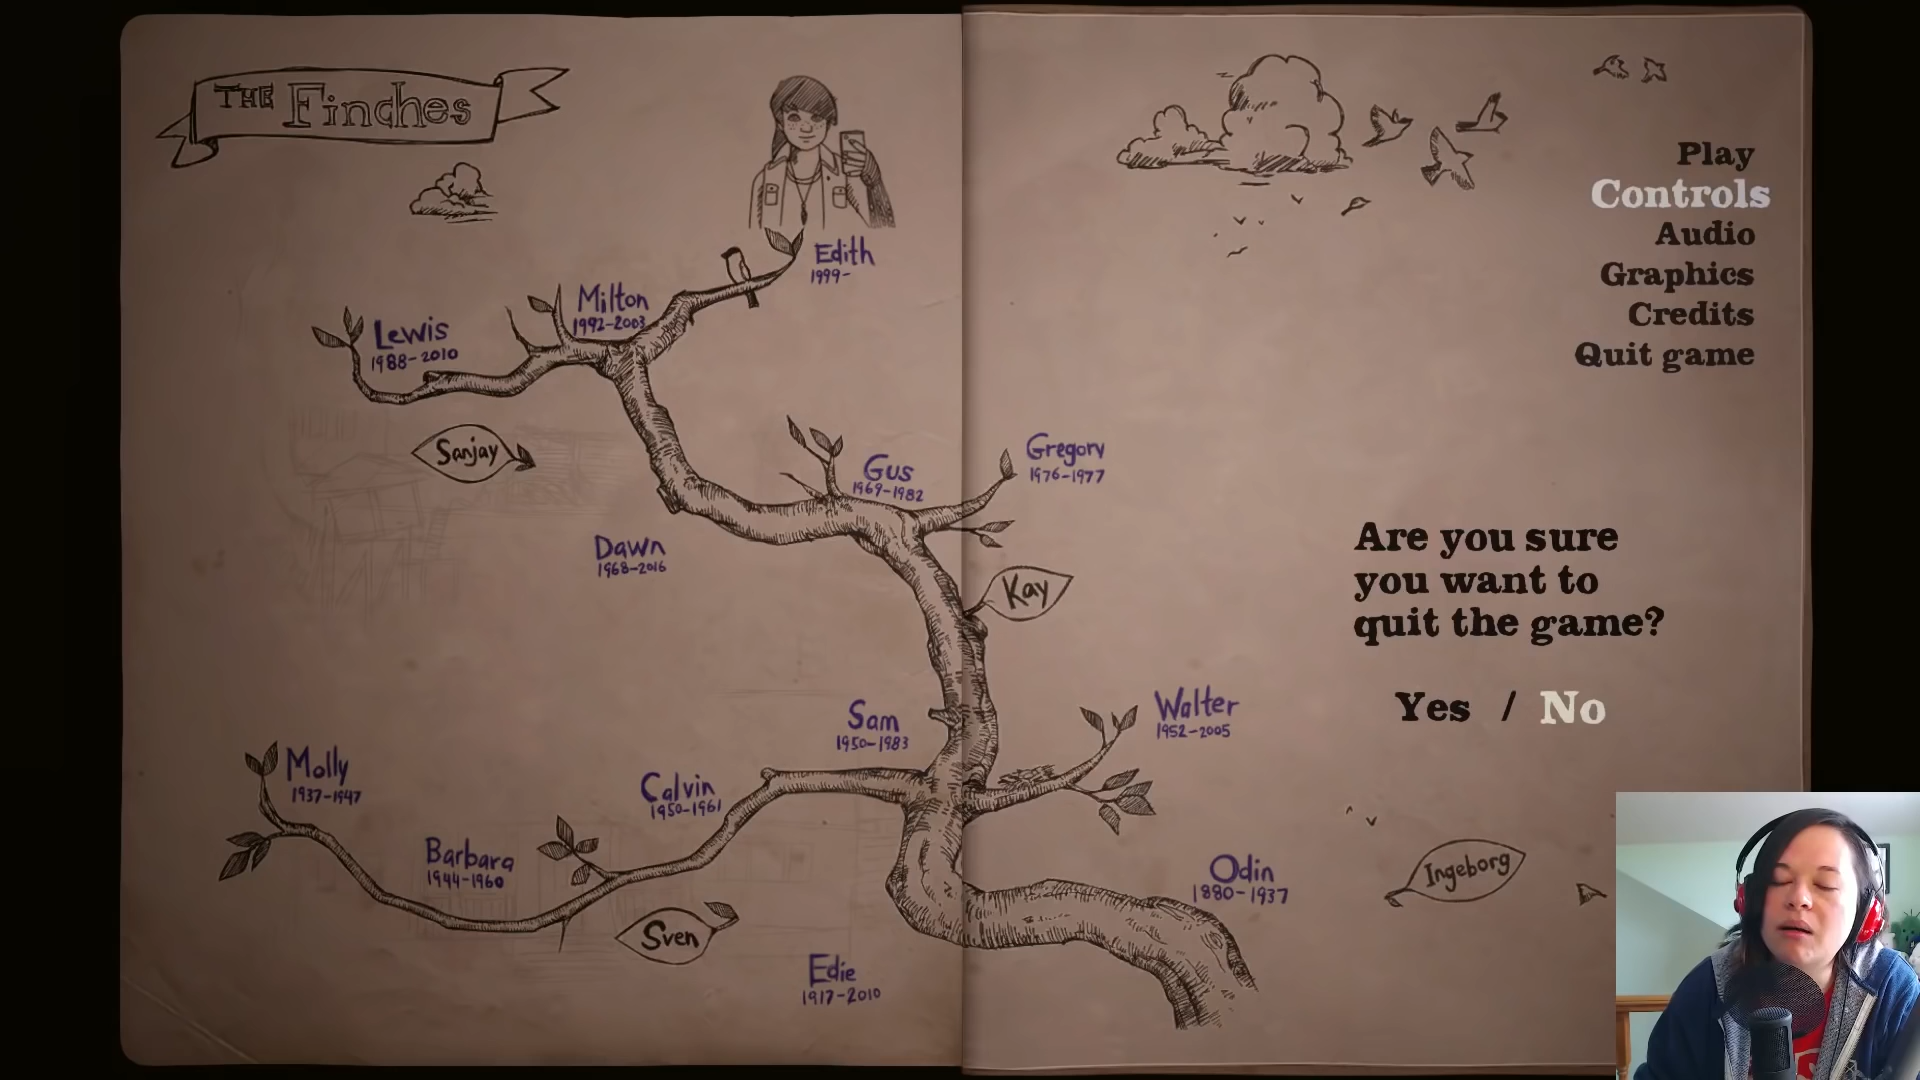 THE Finches
Edith
1999-
Milton
1992-2003
Lewis
1988-2010
Sanjay
Gus
1969-1982
Gregory
1976-1977
Dawn
1968-2016
Kay
Sam
1950-1983
Walter
1952-2005
Molly
1937-1947
Calvin
1950-1961
Barbara
1944-1960
Sven
Odin
1880-1937
Ingeborg
Edie
1917-2010
Play
Controls
Audio
Graphics
Credits
Quit game
Are you sure
you want to
quit the game?
Yes / No